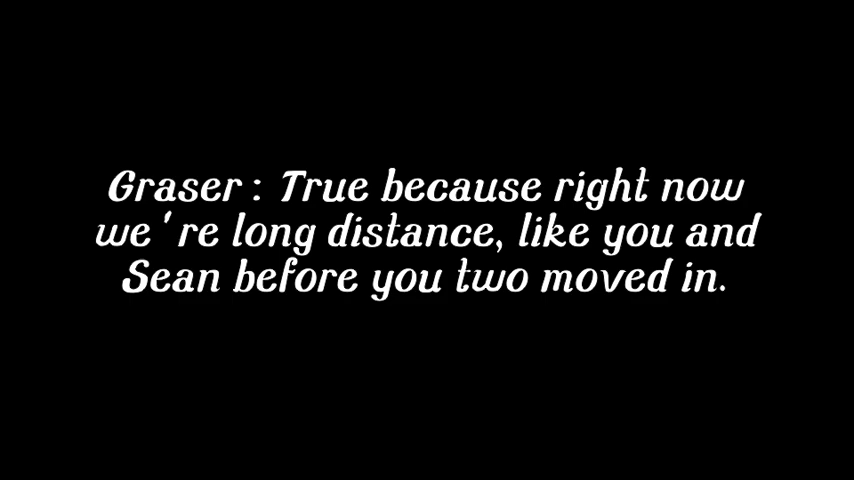 Graser : True because right now
we ' re long distance, like you and
Sean before you two moved in.